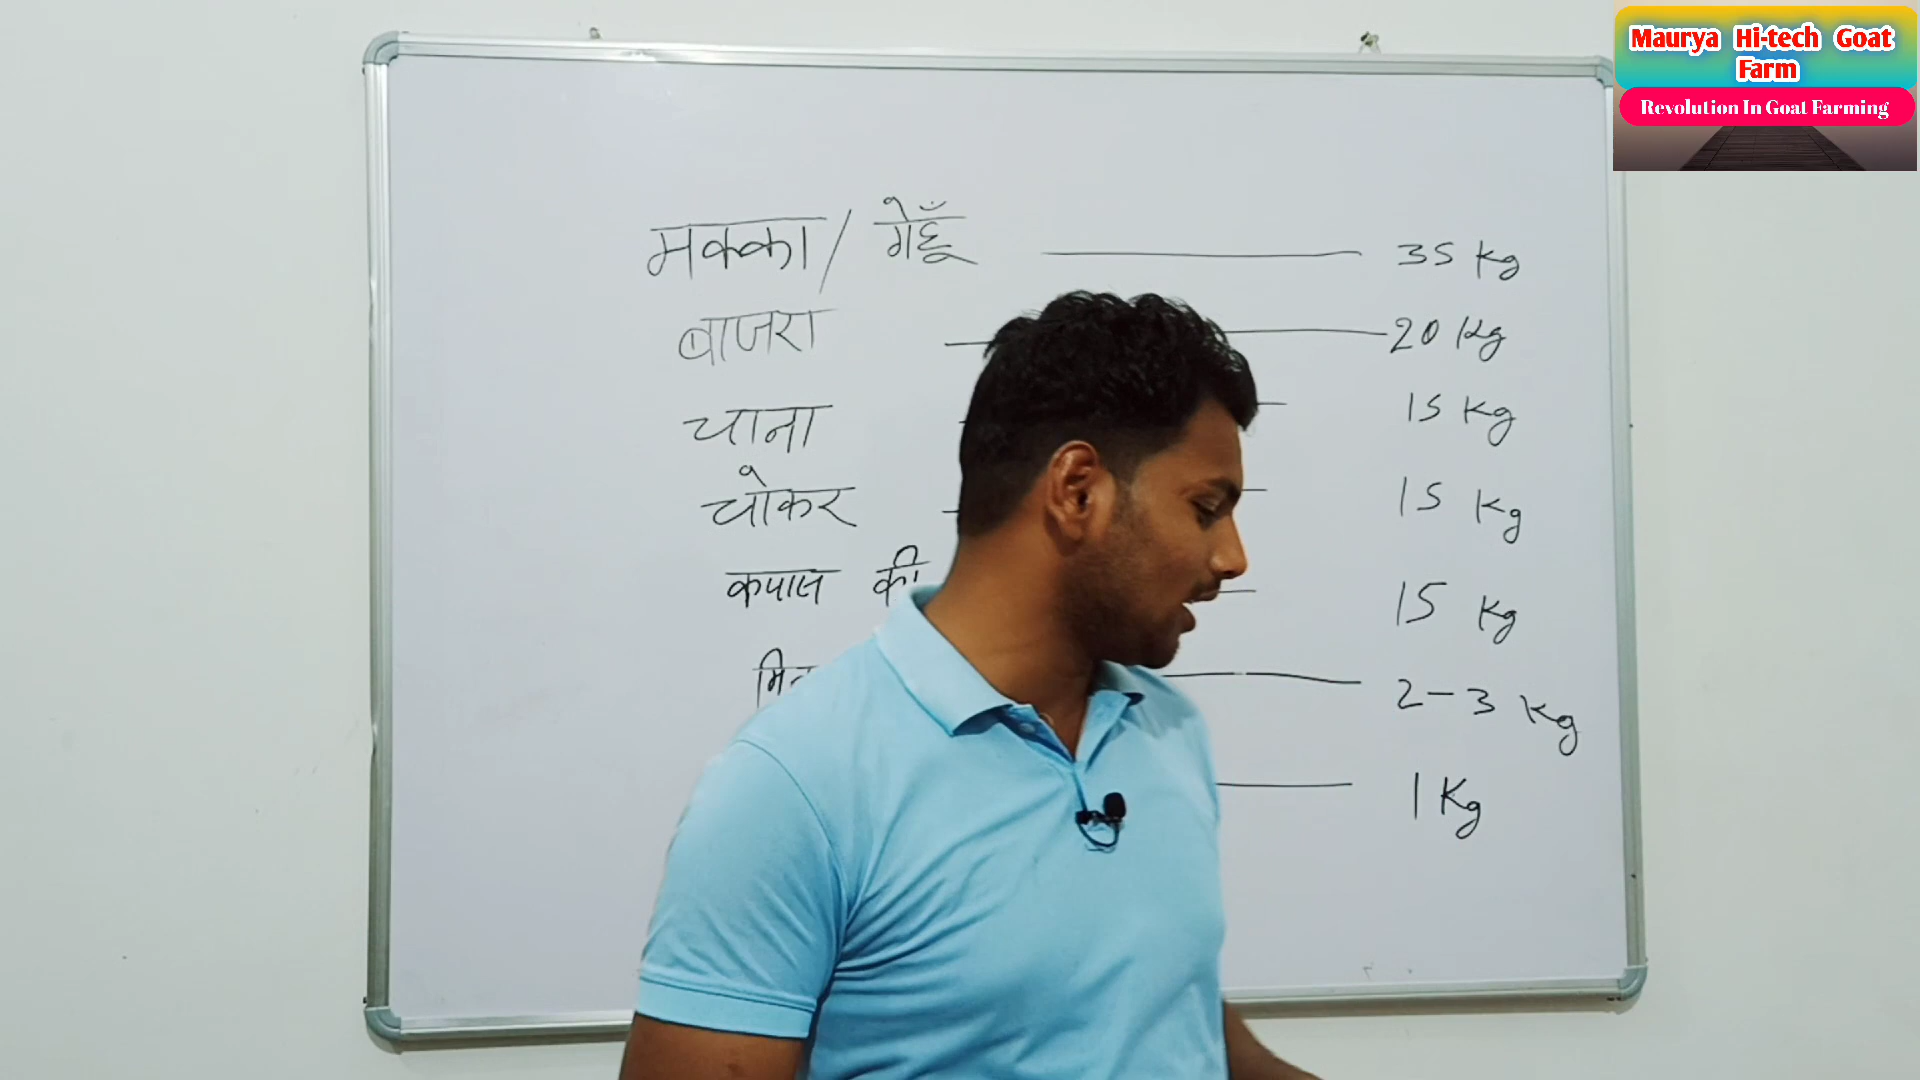 Maurya Hi-tech Goat
Farm
Revolution In Goat Farming
मक्का / गेहूँ 35 Kg
बाजरा 20 Kg
चाना 15 Kg
चोकर 15 Kg
कपास की 15 Kg
2-3 Kg
1 Kg